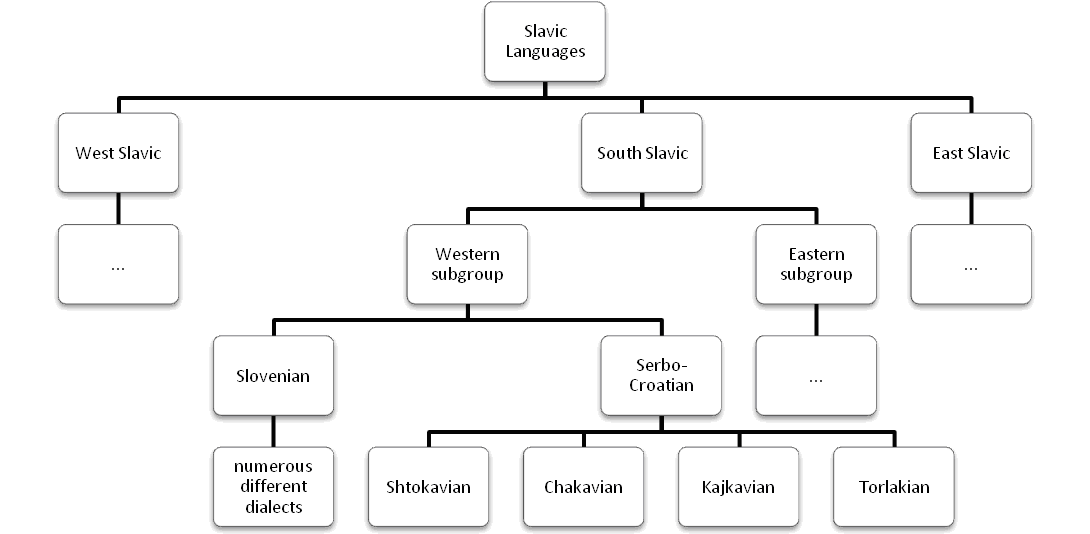 Slavic
Languages
West Slavic
South Slavic
East Slavic
...
Western
subgroup
Eastern
subgroup
...
Slovenian
Serbo-
Croatian
...
numerous
different
dialects
Shtokavian
Chakavian
Kajkavian
Torlakian